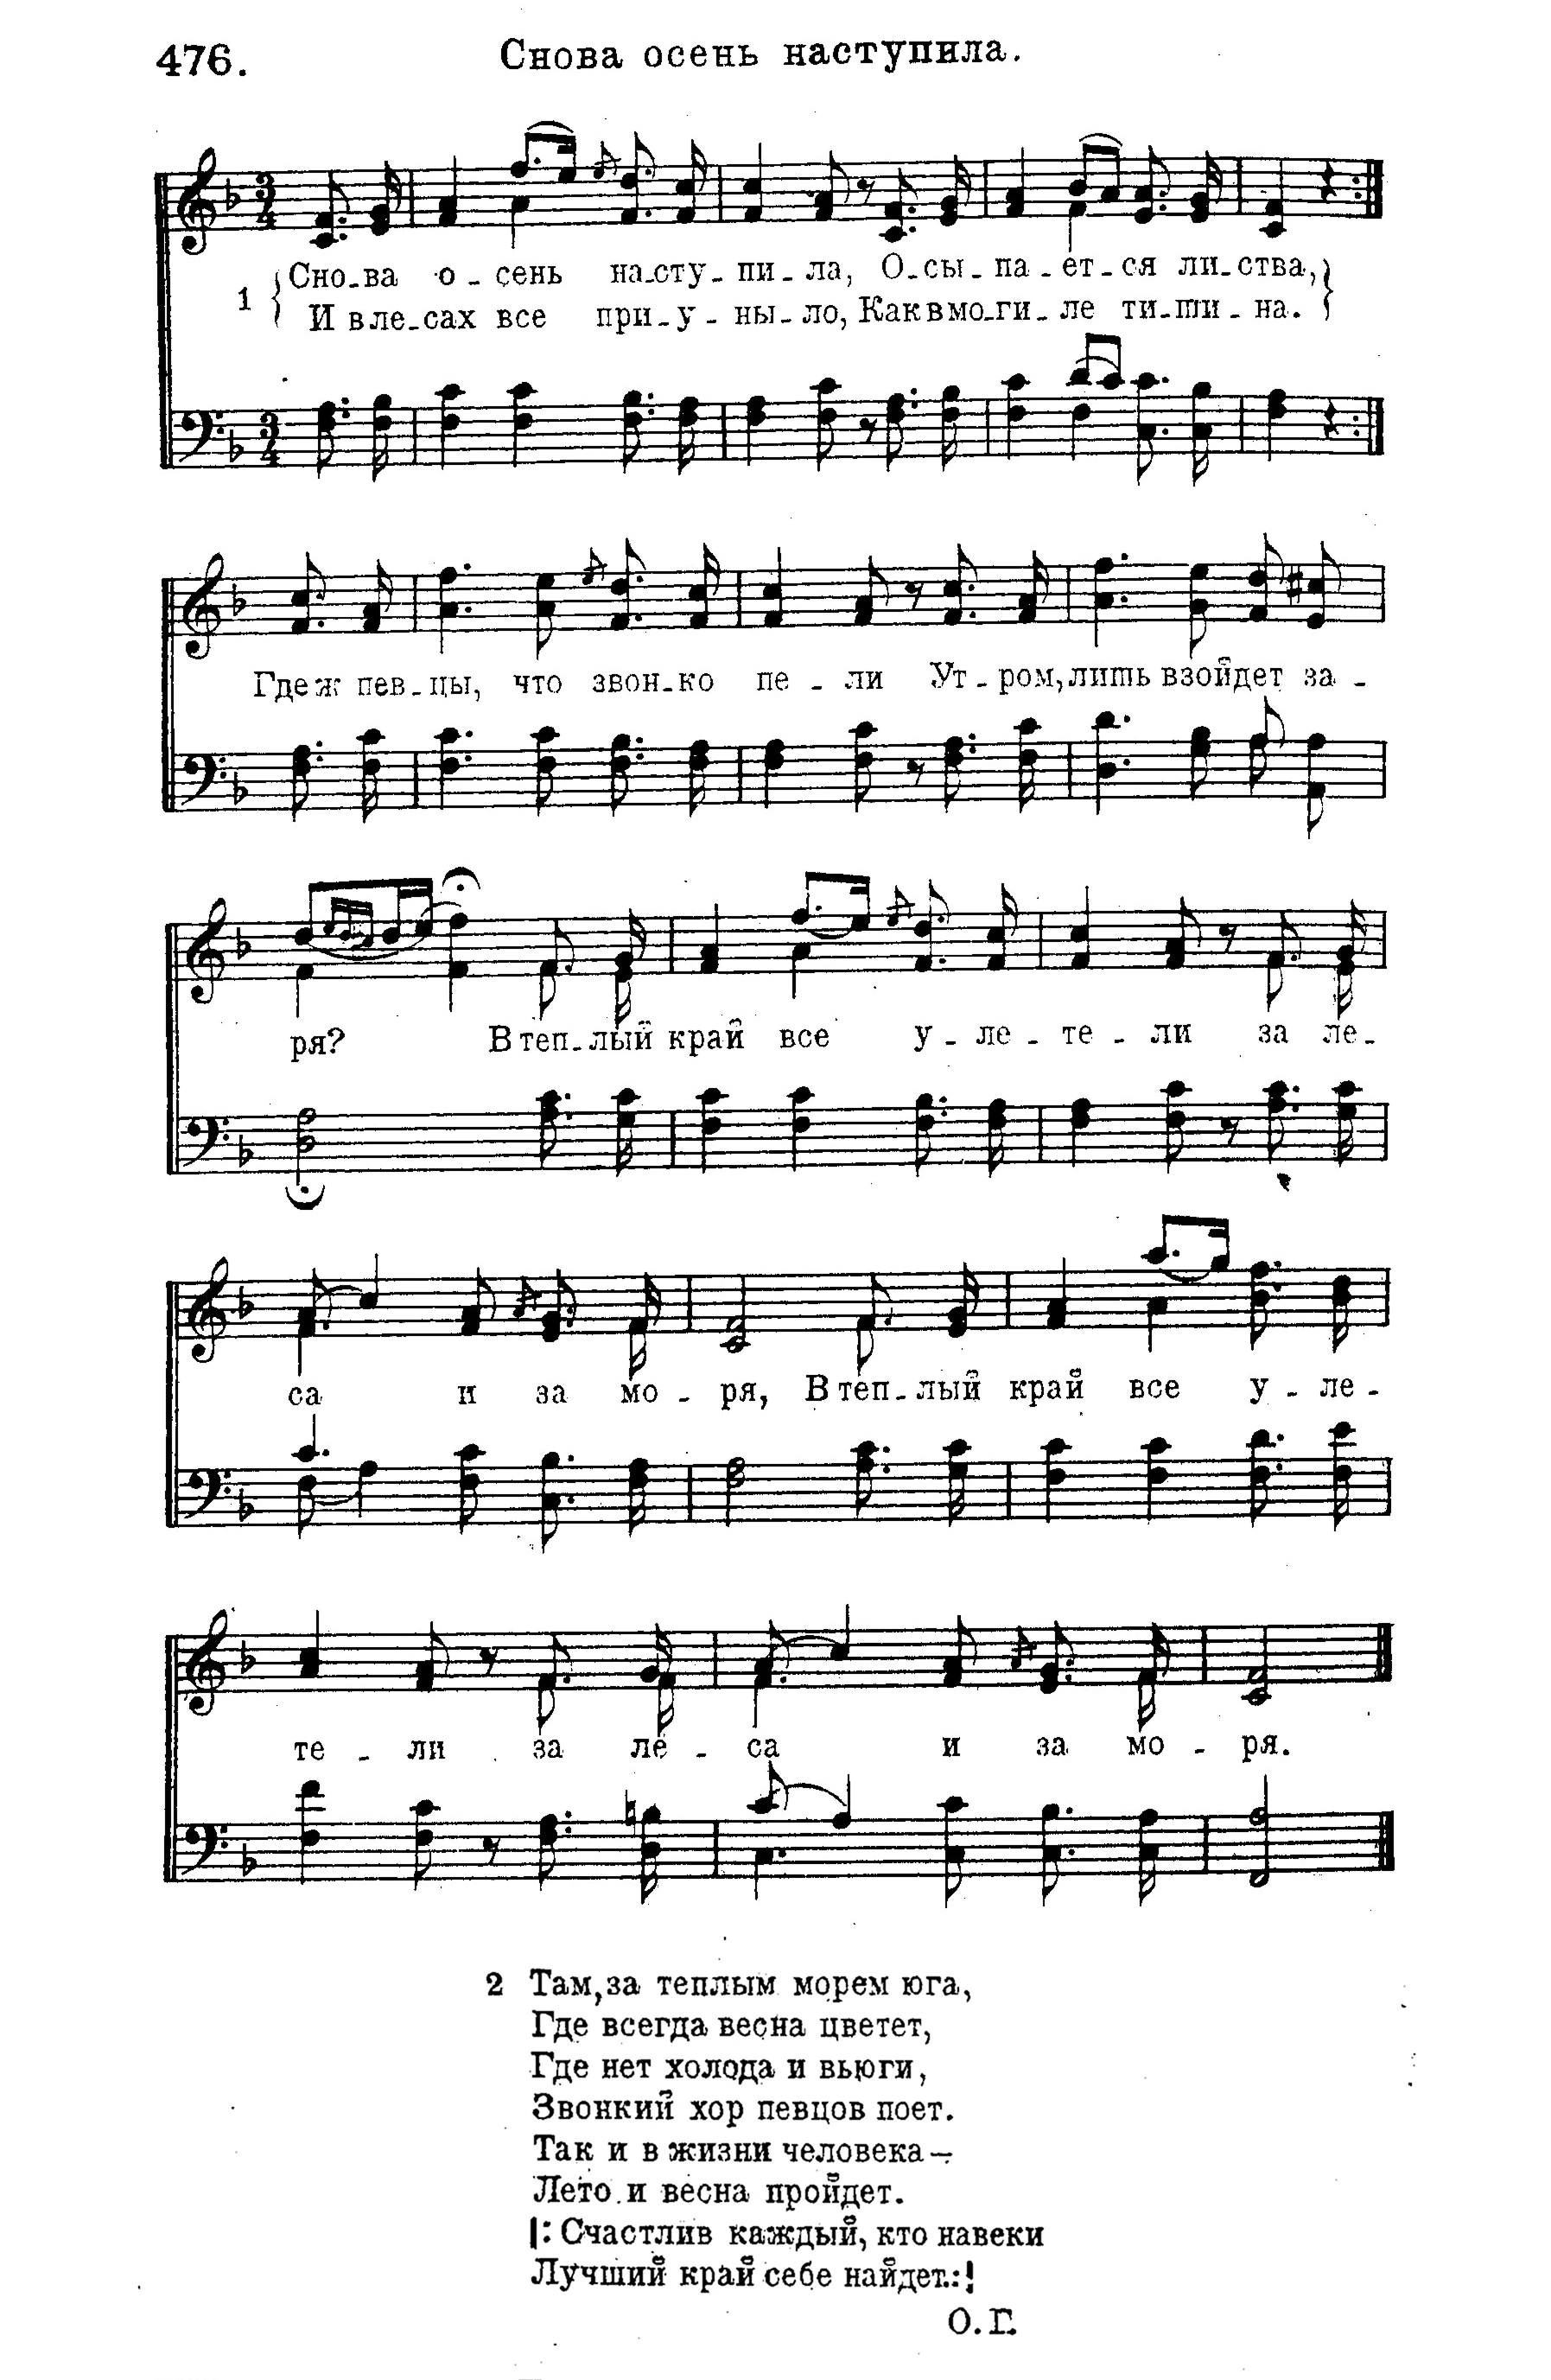 476.
Снова осень наступила.
1 Сно-ва о-сень на-сту-пи-ла, О-сы-па-ет-ся ли-ства,
И в ле-сах все при-у-ны-ло, Как в мо-ги-ле ти-ши-на.
Где ж пев-цы, что звон-ко пе-ли Ут-ром, лишь взойдет за-
ря? В теп-лый край все у-ле-те-ли за ле-
са и за мо-ря, В теп-лый край все у-ле-
те-ли за ле-са и за мо-ря.
2 Там, за теплым морем юга,
Где всегда весна цветет,
Где нет холода и вьюги,
Звонкий хор певцов поет.
Так и в жизни человека –
Лето и весна пройдет.
|: Счастлив каждый, кто навеки
Лучший край себе найдет. :|
О. Г.